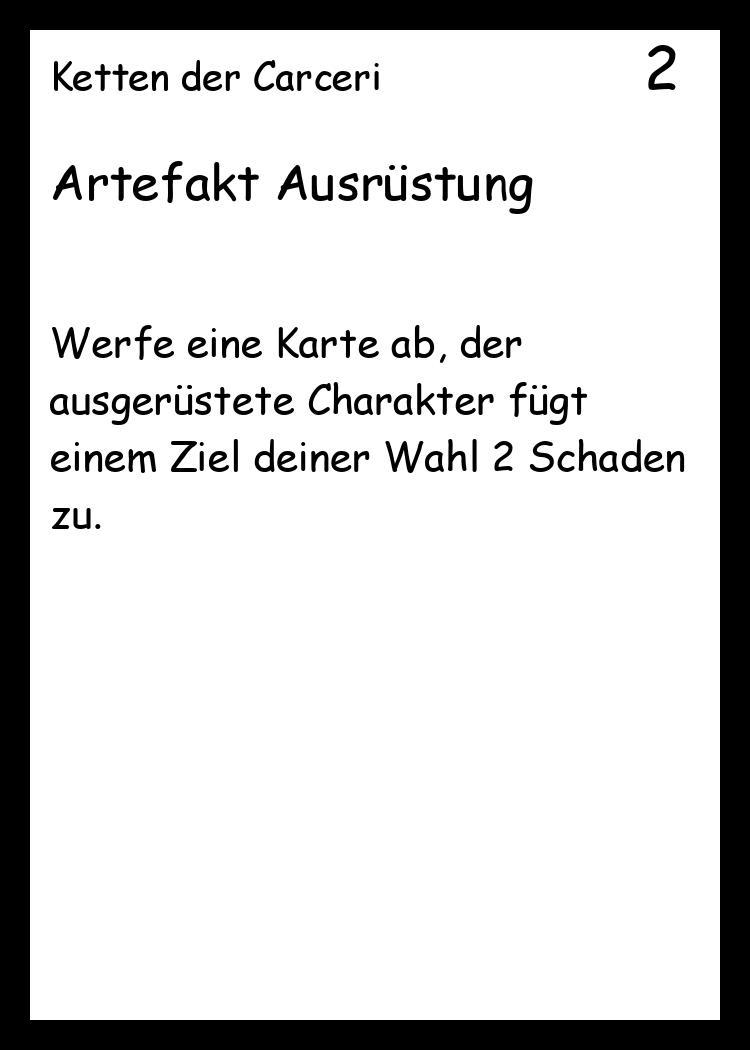 Ketten der Carceri 2
Artefakt Ausrüstung
Werfe eine Karte ab, der
ausgerüstete Charakter fügt
einem Ziel deiner Wahl 2 Schaden
zu.